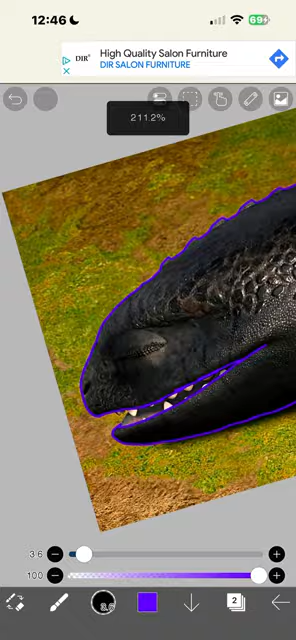 12:46
69
DIR
High Quality Salon Furniture
DIR SALON FURNITURE
211.2%
3.6
100
3.6
2